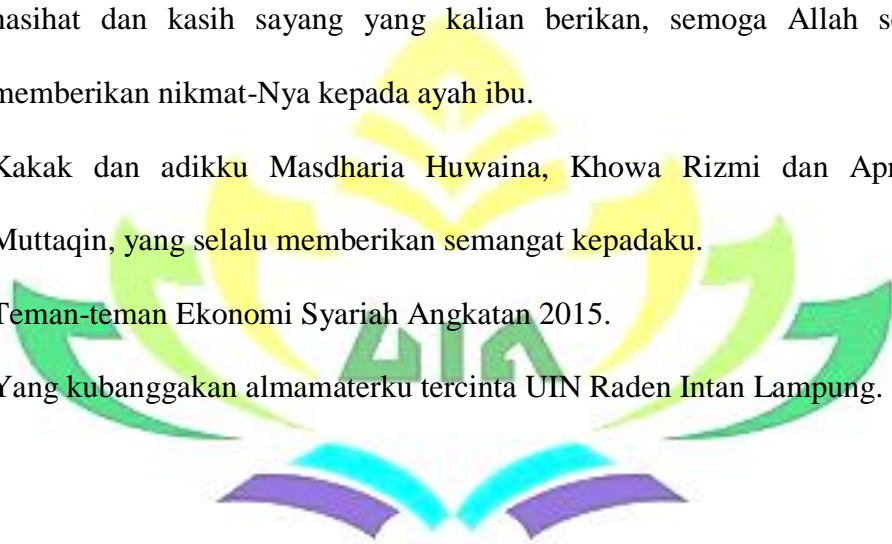 nasihat dan kasih sayang yang kalian berikan, semoga Allah
memberikan nikmat-Nya kepada ayah ibu.
Kakak dan adikku Masdharia Huwaina, Khowa Rizmi dan
Muttaqin, yang selalu memberikan semangat kepadaku.
Teman-teman Ekonomi Syariah Angkatan 2015.
UIN
Yang kubanggakan almamaterku tercinta UIN Raden Intan Lampung.